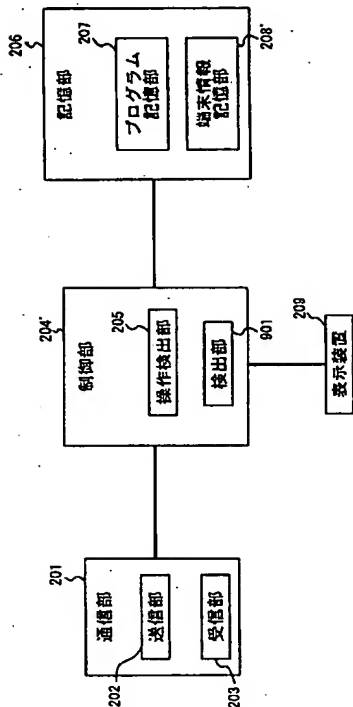 206
記憶部
207
プログラム
記憶部
端末情報
記憶部
208"
204"
制御部
205
操作検出部
検出部
901
209
表示装置
201
通信部
202
送信部
受信部
203